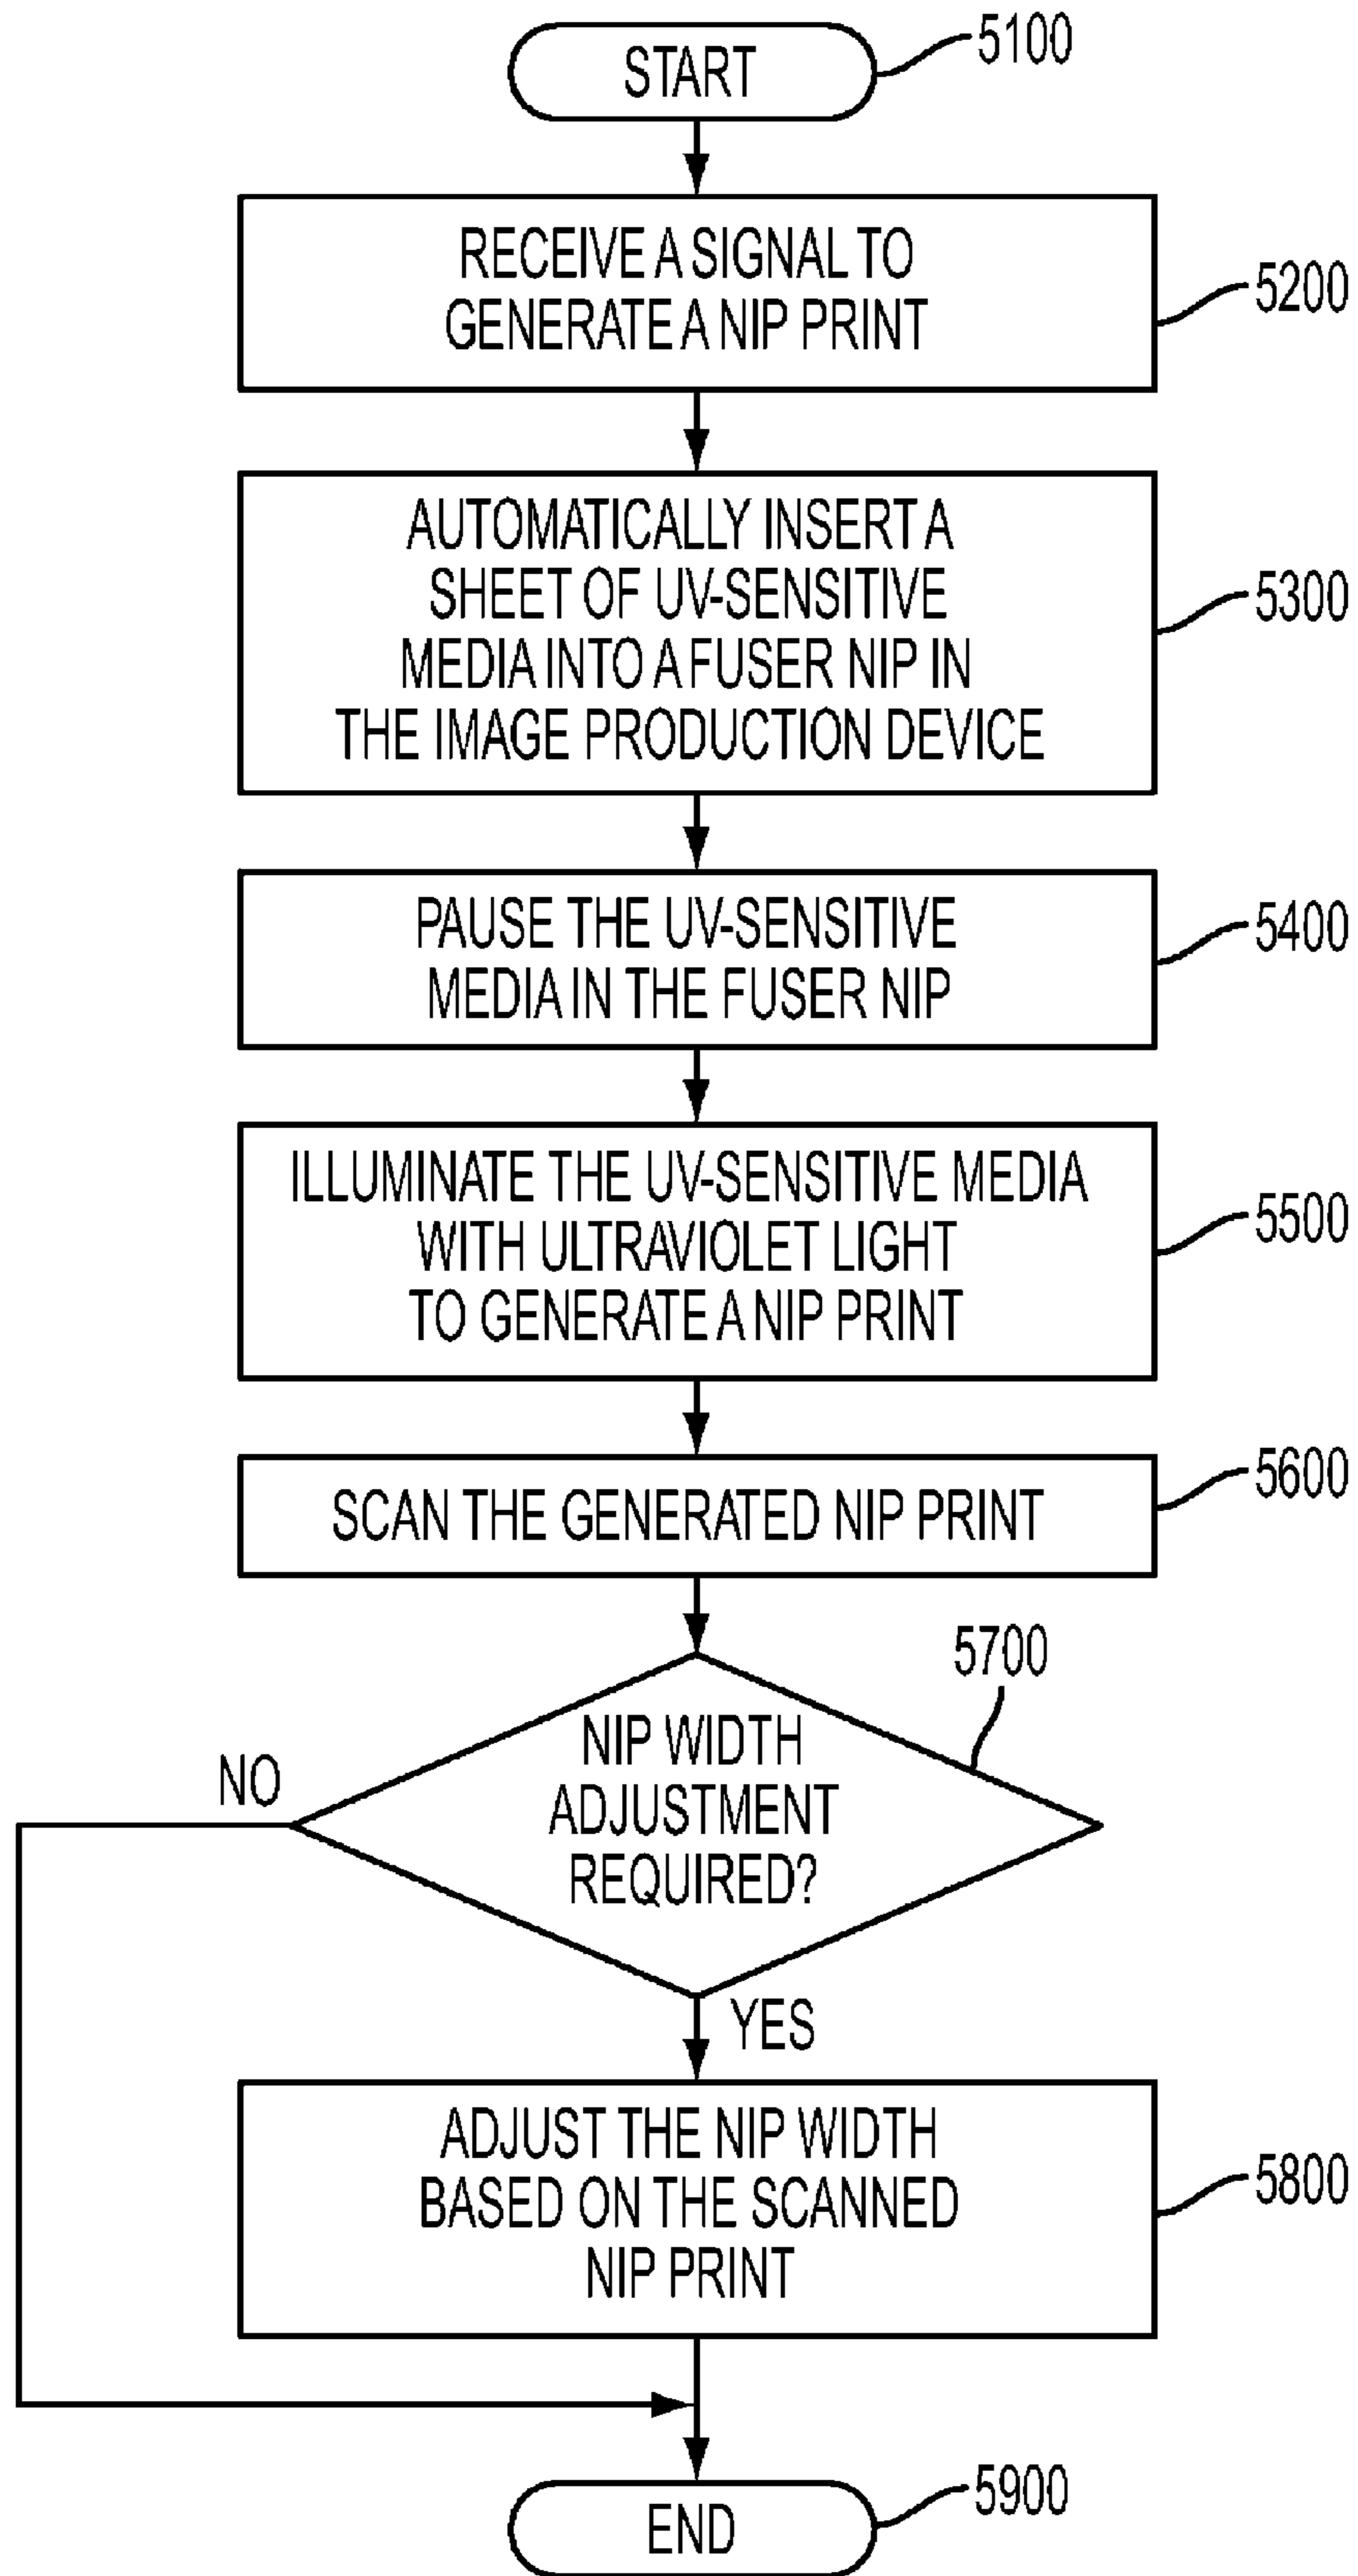 START
5100
RECEIVE A SIGNAL TO
GENERATE A NIP PRINT
5200
AUTOMATICALLY INSERT A
SHEET OF UV-SENSITIVE
MEDIA INTO A FUSER NIP IN
THE IMAGE PRODUCTION DEVICE
5300
PAUSE THE UV-SENSITIVE
MEDIA IN THE FUSER NIP
5400
ILLUMINATE THE UV-SENSITIVE MEDIA
WITH ULTRAVIOLET LIGHT
TO GENERATE A NIP PRINT
5500
SCAN THE GENERATED NIP PRINT
5600
5700
NIP WIDTH
ADJUSTMENT
REQUIRED?
NO
YES
ADJUST THE NIP WIDTH
BASED ON THE SCANNED
NIP PRINT
5800
END
5900